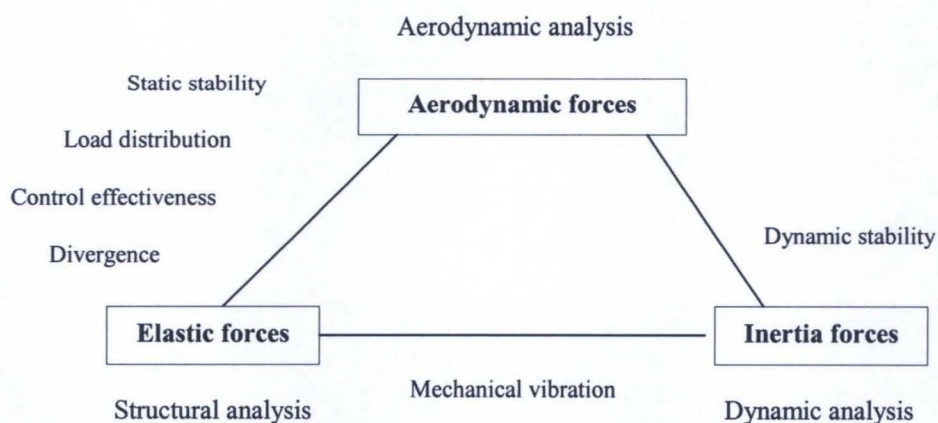 Aerodynamic analysis
Static stability
Aerodynamic forces
Load distribution
Control effectiveness
Dynamic stability
Divergence
Elastic forces
Inertia forces
Mechanical vibration
Structural analysis
Dynamic analysis